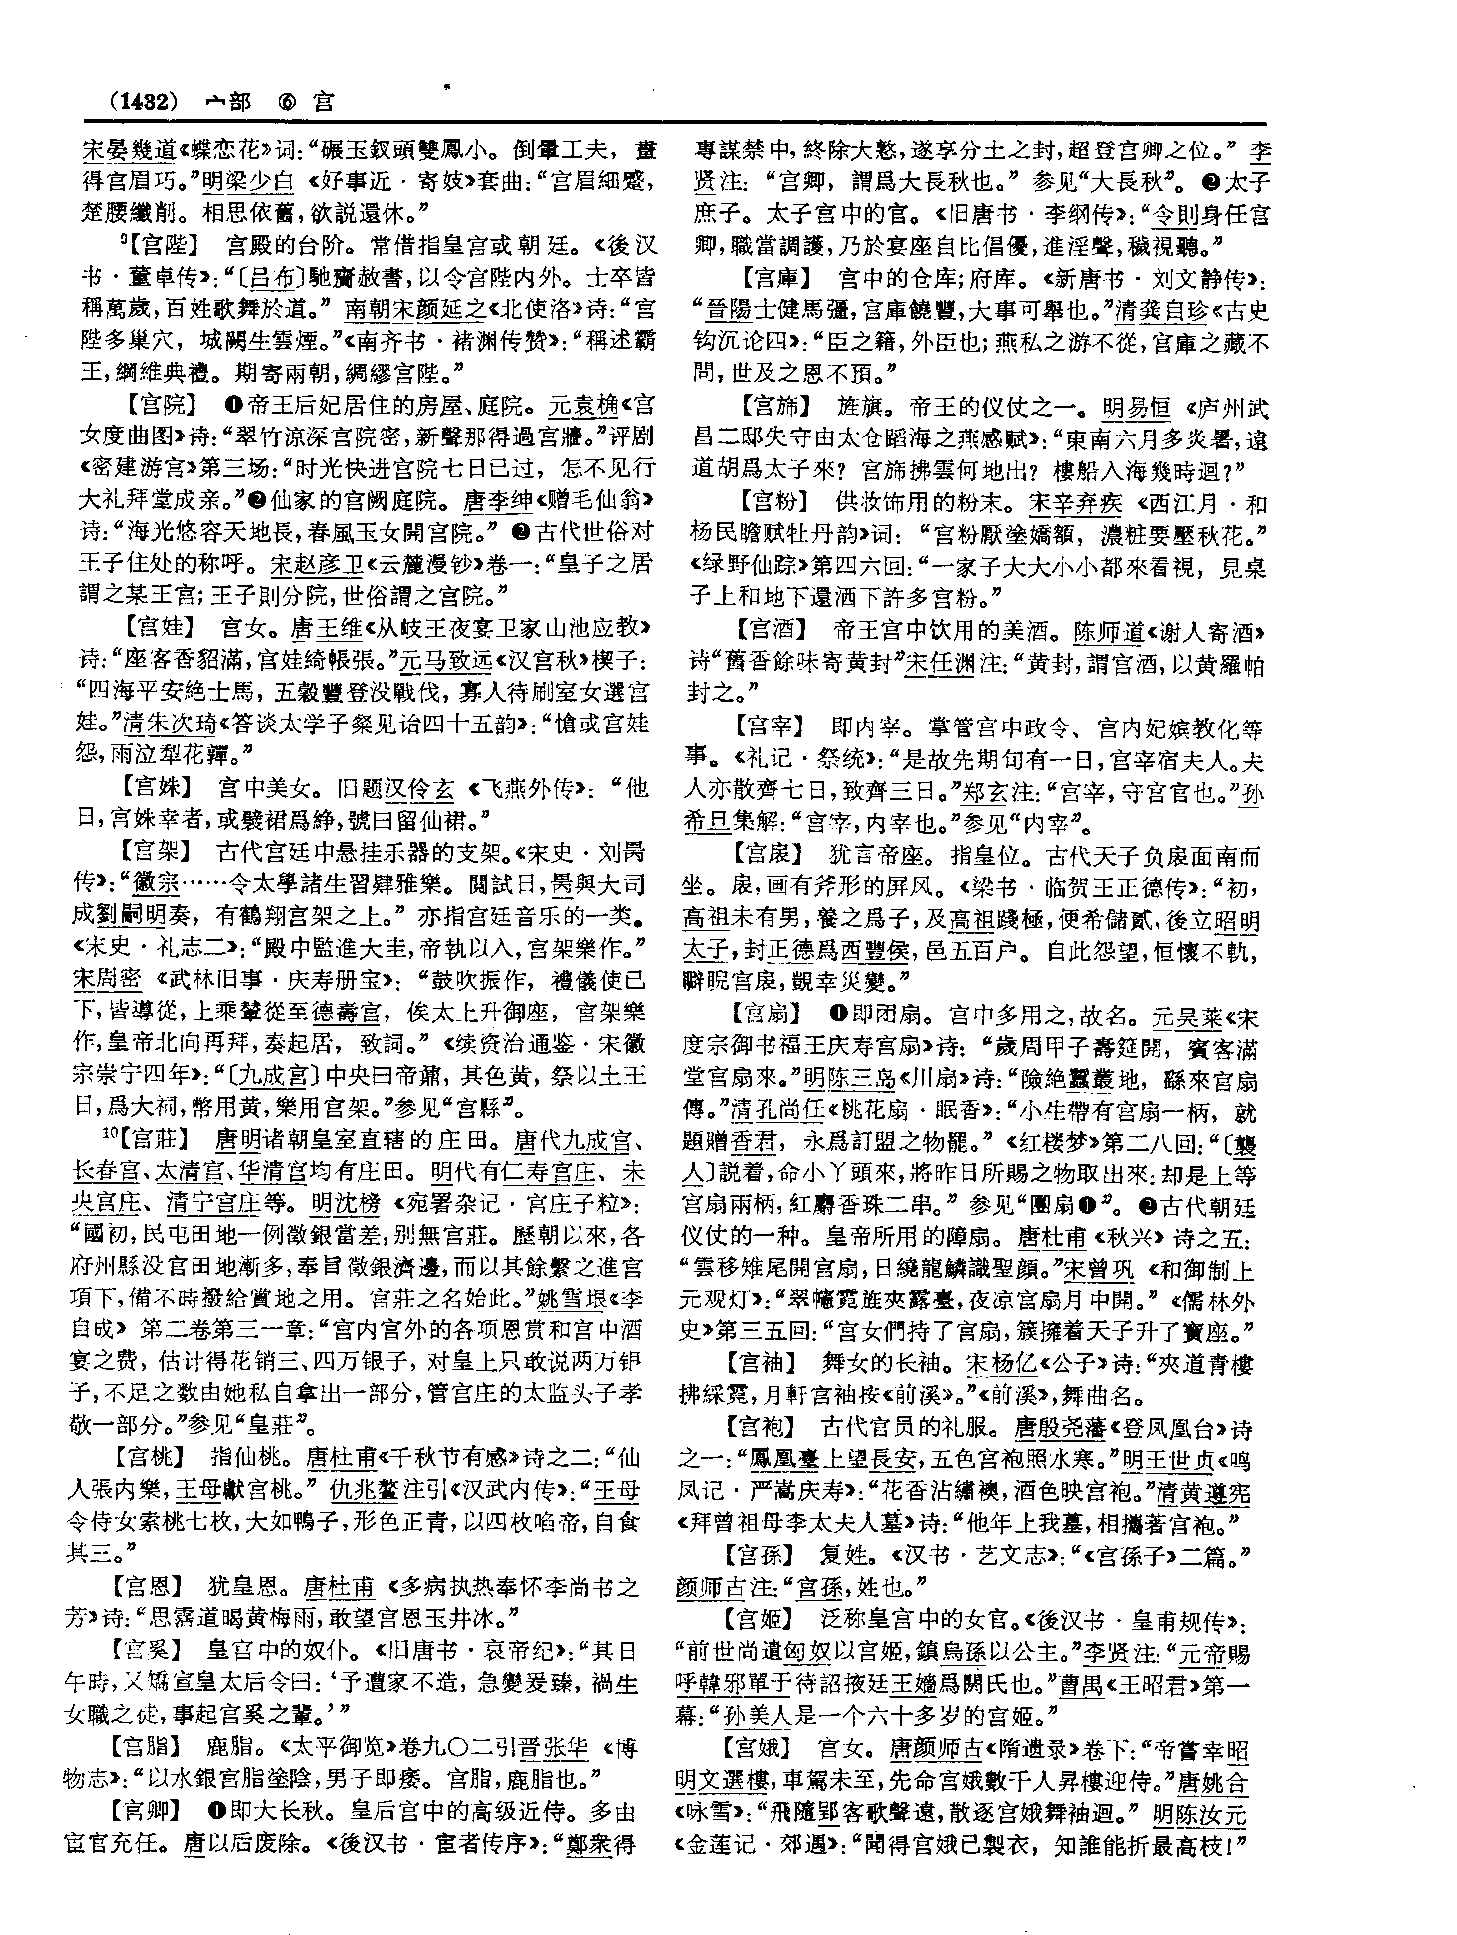 (1432) 宀部 ⑥ 宫
宋晏幾道《蝶恋花》词：“碾玉釵頭雙鳳小。倒暈工夫，畫
得宫眉巧。”明梁少白《好事近·寄妓》套曲：“宫眉細蹙，
楚腰纖削。相思依舊，欲説還休。”
9【宫陛】 宫殿的台阶。常借指皇宫或朝廷。《後汉
书·董卓传》：“〔吕布〕馳齎赦書，以令宫陛内外。士卒皆
稱萬歲，百姓歌舞於道。”南朝宋颜延之《北使洛》诗：“宫
陛多巢穴，城闕生雲煙。”《南齐书·褚渊传赞》：“稱述霸
王，綱維典禮。期寄兩朝，綢繆宫陛。”
【宫院】 ❶帝王后妃居住的房屋、庭院。元袁桷《宫
女度曲图》诗：“翠竹凉深宫院密，新聲那得過宫牆。”评剧
《密建游宫》第三场：“时光快进宫院七日已过，怎不见行
大礼拜堂成亲。”❷仙家的宫阙庭院。唐李绅《赠毛仙翁》
诗：“海光悠容天地長，春風玉女開宫院。”❷古代世俗对
王子住处的称呼。宋赵彦卫《云麓漫钞》卷一：“皇子之居
謂之某王宫；王子則分院，世俗謂之宫院。”
【宫娃】 宫女。唐王维《从岐王夜宴卫家山池应教》
诗：“座客香貂滿，宫娃綺幔張。”元马致远《汉宫秋》楔子：
“四海平安絶士馬，五穀豐登没戰伐，寡人待刷室女選宫
娃。”清朱次琦《答谈太学子粲见诒四十五韵》：“愴或宫娃
怨，雨泣犁花嚲。”
【宫姝】 宫中美女。旧题汉伶玄《飞燕外传》：“他
日，宫姝幸者，或襞裙爲縐，號曰留仙裙。”
【宫架】 古代宫廷中悬挂乐器的支架。《宋史·刘昺
传》：“徽宗……令太學諸生習肄雅樂。閲試日，昺與大司
成劉嗣明奏，有鶴翔宫架之上。”亦指宫廷音乐的一类。
《宋史·礼志二》：“殿中監進大圭，帝執以入，宫架樂作。”
宋周密《武林旧事·庆寿册宝》：“鼓吹振作，禮儀使已
下，皆導從，上乘輦從至德壽宫，俟太上升御座，宫架樂
作，皇帝北向再拜，奏起居，致詞。”《续资治通鉴·宋徽
宗崇宁四年》：“〔九成宫〕中央曰帝鼐，其色黄，祭以土王
日，爲大祠，幣用黄，樂用宫架。”参见“宫縣”。
10【宫莊】 唐明诸朝皇室直辖的庄田。唐代九成宫、
长春宫、太清宫、华清宫均有庄田。明代有仁寿宫庄、未
央宫庄、清宁宫庄等。明沈榜《宛署杂记·宫庄子粒》：
“國初，民屯田地一例徵銀當差，别無宫莊。歷朝以來，各
府州縣没官田地漸多，奉旨徵銀濟邊，而以其餘繫之進宫
項下，備不時撥給賞地之用。宫莊之名始此。”姚雪垠《李
自成》第二卷第三一章：“宫内宫外的各项恩赏和宫中酒
宴之费，估计得花销三、四万银子，对皇上只敢说两万银
子，不足之数由她私自拿出一部分，管宫庄的太监头子孝
敬一部分。”参见“皇莊”。
【宫桃】 指仙桃。唐杜甫《千秋节有感》诗之二：“仙
人張内樂，王母獻宫桃。”仇兆鳌注引《汉武内传》：“王母
令侍女索桃七枚，大如鴨子，形色正青，以四枚啗帝，自食
其三。”
【宫恩】 犹皇恩。唐杜甫《多病执热奉怀李尚书之
芳》诗：“思霑道暍黄梅雨，敢望宫恩玉井冰。”
【宫奚】 皇宫中的奴仆。《旧唐书·哀帝纪》：“其日
午時，又矯宣皇太后令曰：‘予遭家不造，急變爰臻，禍生
女職之徒，事起宫奚之輩。’”
【宫脂】 鹿脂。《太平御览》卷九〇二引晋张华《博
物志》：“以水銀宫脂塗陰，男子即痿。宫脂，鹿脂也。”
【宫卿】 ❶即大长秋。皇后宫中的高级近侍。多由
宦官充任。唐以后废除。《後汉书·宦者传序》：“鄭衆得
專謀禁中，終除大憝，遂享分土之封，超登宫卿之位。”李
贤注：“宫卿，謂爲大長秋也。”参见“大長秋”。❷太子
庶子。太子宫中的官。《旧唐书·李纲传》：“令則身任宫
卿，職當調護，乃於宴座自比倡優，進淫聲，穢視聽。”
【宫庫】 宫中的仓库；府库。《新唐书·刘文静传》：
“晉陽士健馬彊，宫庫饒豐，大事可舉也。”清龚自珍《古史
钩沉论四》：“臣之籍，外臣也；燕私之游不從，宫庫之藏不
問，世及之恩不預。”
【宫旆】 旌旗。帝王的仪仗之一。明易恒《庐州武
昌二邸失守由太仓蹈海之燕感赋》：“東南六月多炎暑，遠
道胡爲太子來？宫旆拂雲何地出？樓船入海幾時迴？”
【宫粉】 供妆饰用的粉末。宋辛弃疾《西江月·和
杨民瞻赋牡丹韵》词：“宫粉厭塗嬌額，濃粧要壓秋花。”
《绿野仙踪》第四六回：“一家子大大小小都來看視，見桌
子上和地下還洒下許多宫粉。”
【宫酒】 帝王宫中饮用的美酒。陈师道《谢人寄酒》
诗“舊香餘味寄黄封”宋任渊注：“黄封，謂宫酒，以黄羅帕
封之。”
【宫宰】 即内宰。掌管宫中政令、宫内妃嫔教化等
事。《礼记·祭统》：“是故先期旬有一日，宫宰宿夫人。夫
人亦散齊七日，致齊三日。”郑玄注：“宫宰，守宫官也。”孙
希旦集解：“宫宰，内宰也。”参见“内宰”。
【宫扆】 犹言帝座。指皇位。古代天子负扆面南而
坐。扆，画有斧形的屏风。《梁书·临贺王正德传》：“初，
高祖未有男，養之爲子，及高祖踐極，便希儲貳，後立昭明
太子，封正德爲西豐侯，邑五百户。自此怨望，恒懷不軌，
睥睨宫扆，覬幸災變。”
【宫扇】 ❶即团扇。宫中多用之，故名。元吴莱《宋
度宗御书福王庆寿宫扇》诗：“歲周甲子壽筵開，賓客滿
堂宫扇來。”明陈三岛《川扇》诗：“險絶蠶叢地，繇來宫扇
傳。”清孔尚任《桃花扇·眠香》：“小生帶有宫扇一柄，就
題贈香君，永爲訂盟之物罷。”《红楼梦》第二八回：“〔襲
人〕説着，命小丫頭來，將昨日所賜之物取出來：却是上等
宫扇兩柄，紅麝香珠二串。”参见“團扇❶”。❷古代朝廷
仪仗的一种。皇帝所用的障扇。唐杜甫《秋兴》诗之五：
“雲移雉尾開宫扇，日繞龍鱗識聖顔。”宋曾巩《和御制上
元观灯》：“翠幰霓旌夾露臺，夜凉宫扇月中開。”《儒林外
史》第三五回：“宫女們持了宫扇，簇擁着天子升了寶座。”
【宫袖】 舞女的长袖。宋杨亿《公子》诗：“夾道青樓
拂綵霓，月軒宫袖按《前溪》。”《前溪》，舞曲名。
【宫袍】 古代官员的礼服。唐殷尧藩《登凤凰台》诗
之一：“鳳凰臺上望長安，五色宫袍照水寒。”明王世贞《鸣
凤记·严嵩庆寿》：“花香沾繡襖，酒色映宫袍。”清黄遵宪
《拜曾祖母李太夫人墓》诗：“他年上我墓，相攜著宫袍。”
【宫孫】 复姓。《汉书·艺文志》：“《宫孫子》二篇。”
颜师古注：“宫孫，姓也。”
【宫姬】 泛称皇宫中的女官。《後汉书·皇甫规传》：
“前世尚遺匈奴以宫姬，鎮烏孫以公主。”李贤注：“元帝賜
呼韓邪單于待詔掖廷王嬙爲閼氏也。”曹禺《王昭君》第一
幕：“孙美人是一个六十多岁的宫姬。”
【宫娥】 宫女。唐颜师古《隋遗录》卷下：“帝嘗幸昭
明文選樓，車駕未至，先命宫娥數千人昇樓迎侍。”唐姚合
《咏雪》：“飛隨郢客歌聲遠，散逐宫娥舞袖迴。”明陈汝元
《金莲记·郊遇》：“聞得宫娥已製衣，知誰能折最高枝！”